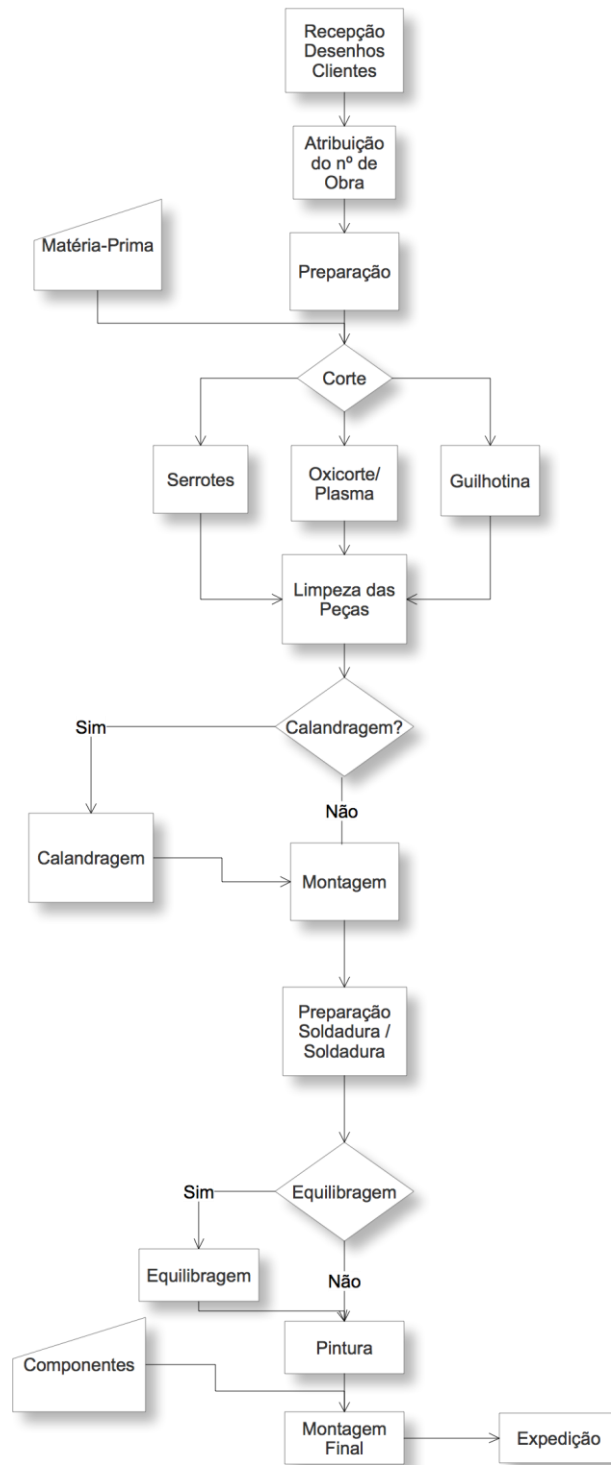 Recepção
Desenhos
Clientes
Atribuição
do nº de
Obra
Matéria-Prima
Preparação
Corte
Serrotes
Oxicorte/
Plasma
Guilhotina
Limpeza das
Peças
Sim
Calandragem?
Não
Calandragem
Montagem
Preparação
Soldadura /
Soldadura
Sim
Equilibragem
Equilibragem
Não
Pintura
Componentes
Montagem
Final
Expedição